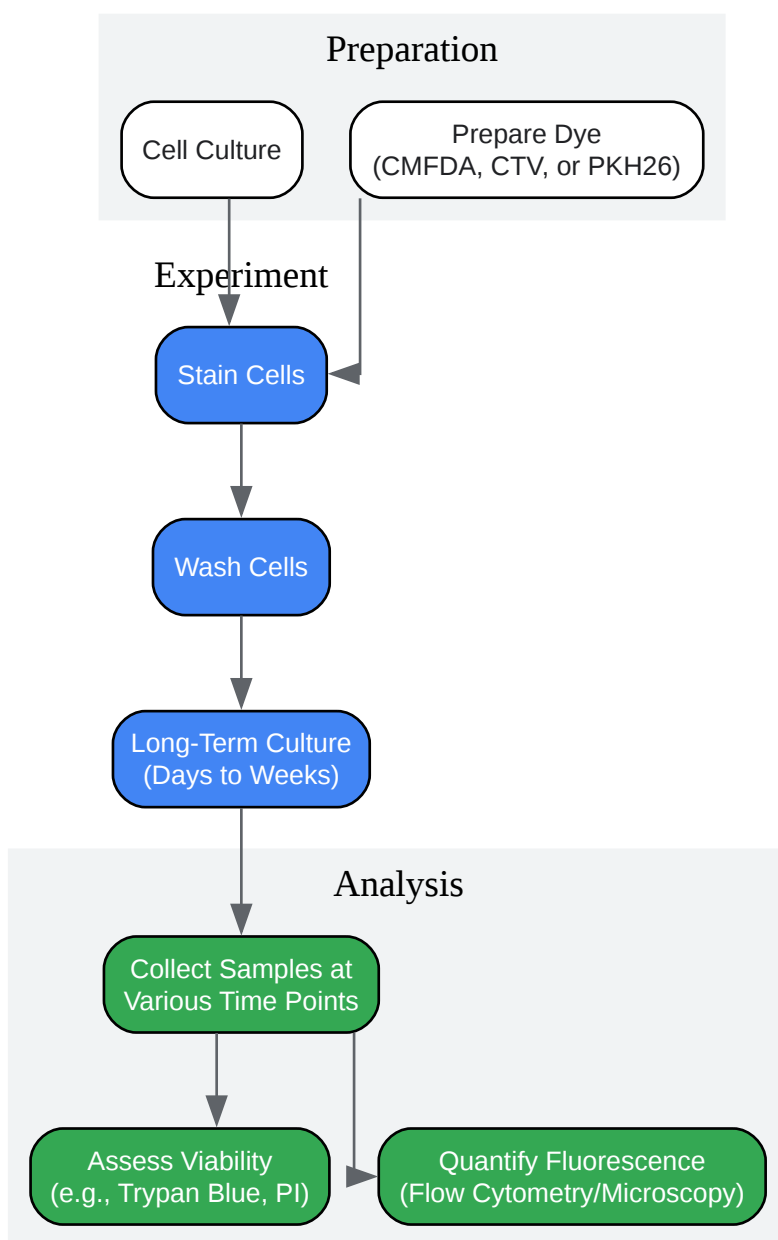 Preparation
Cell Culture
Prepare Dye
(CMFDA, CTV, or PKH26)
Experiment
Stain Cells
Wash Cells
Long-Term Culture
(Days to Weeks)
Analysis
Collect Samples at
Various Time Points
Assess Viability
(e.g., Trypan Blue, PI)
Quantify Fluorescence
(Flow Cytometry/Microscopy)